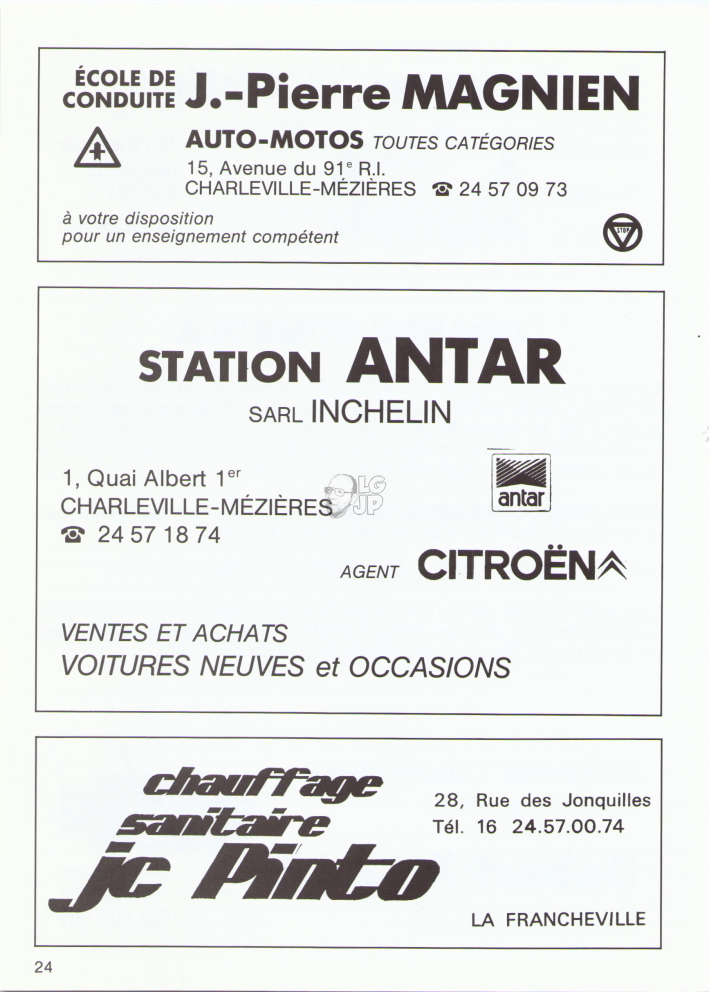 ÉCOLE DE CONDUITE J.-Pierre MAGNIEN
AUTO-MOTOS TOUTES CATÉGORIES
15, Avenue du 91e R.I.
CHARLEVILLE-MÉZIÈRES ☎ 24 57 09 73
à votre disposition
pour un enseignement compétent
STOP
STATION ANTAR
SARL INCHELIN
1, Quai Albert 1er
CHARLEVILLE-MÉZIÈRES
☎ 24 57 18 74
LG
JP
antar
AGENT CITROËN
VENTES ET ACHATS
VOITURES NEUVES et OCCASIONS
chauffage
sanitaire
jc Pinto
28, Rue des Jonquilles
Tél. 16 24.57.00.74
LA FRANCHEVILLE
24